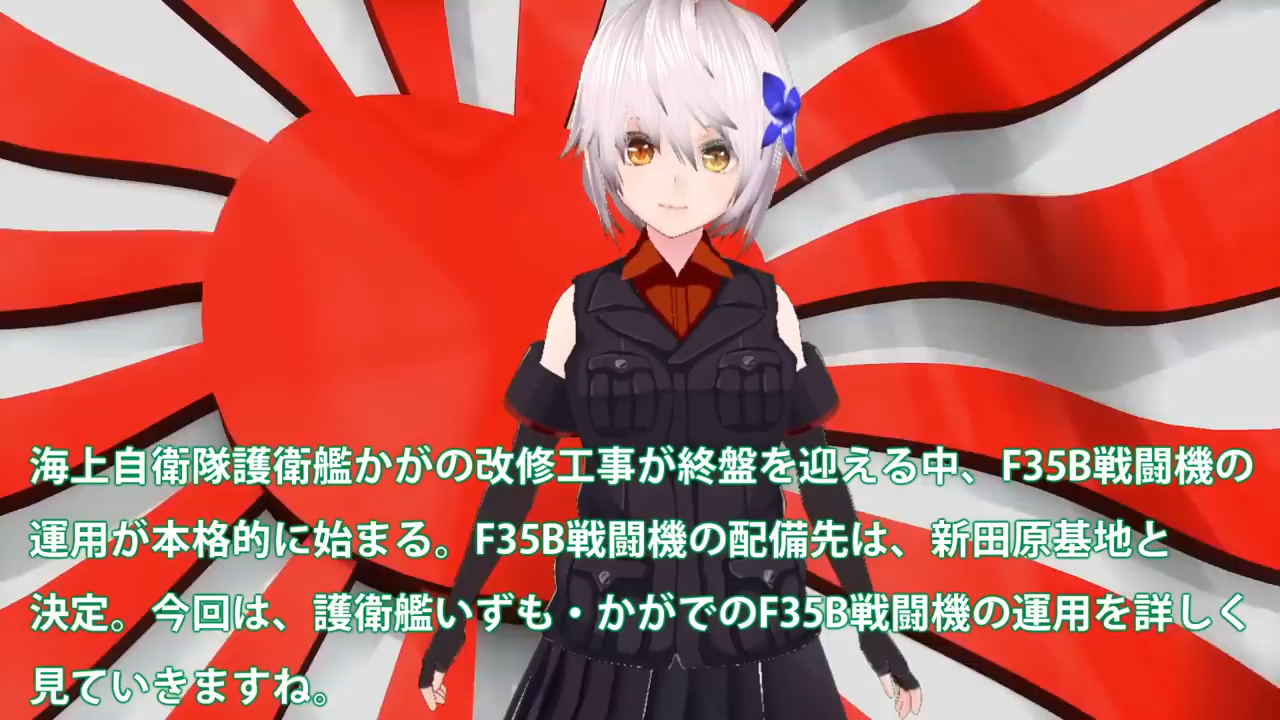 海上自衛隊護衛艦かがの改修工事が終盤を迎える中、F35B戦闘機の
運用が本格的に始まる。F35B戦闘機の配備先は、新田原基地と
決定。今回は、護衛艦いずも・かがでのF35B戦闘機の運用を詳しく
見ていきますね。